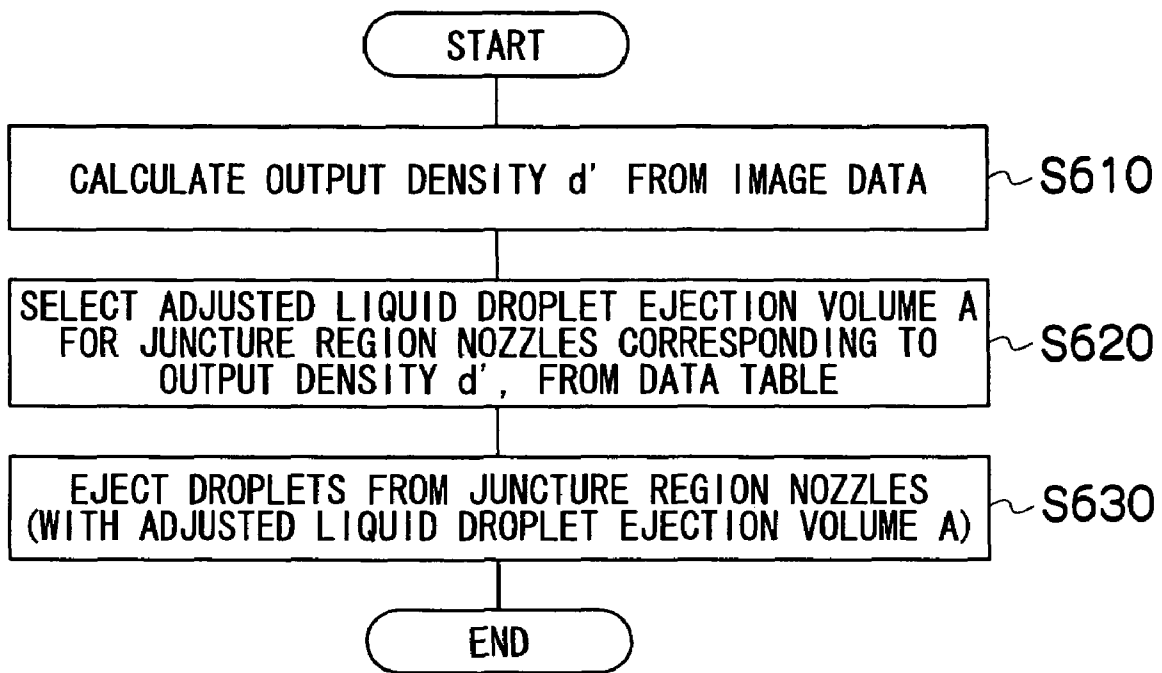 START
CALCULATE OUTPUT DENSITY d' FROM IMAGE DATA
S610
SELECT ADJUSTED LIQUID DROPLET EJECTION VOLUME A
FOR JUNCTURE REGION NOZZLES CORRESPONDING TO
OUTPUT DENSITY d', FROM DATA TABLE
S620
EJECT DROPLETS FROM JUNCTURE REGION NOZZLES
(WITH ADJUSTED LIQUID DROPLET EJECTION VOLUME A)
S630
END